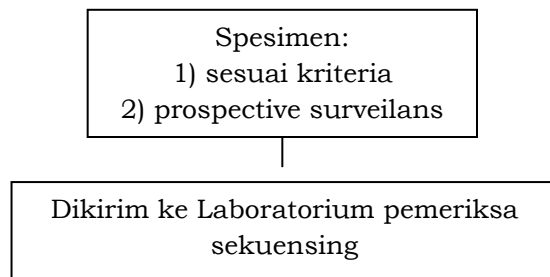 Spesimen:
1) sesuai kriteria
2) prospective surveilans
Dikirim ke Laboratorium pemeriksa
sekuensing